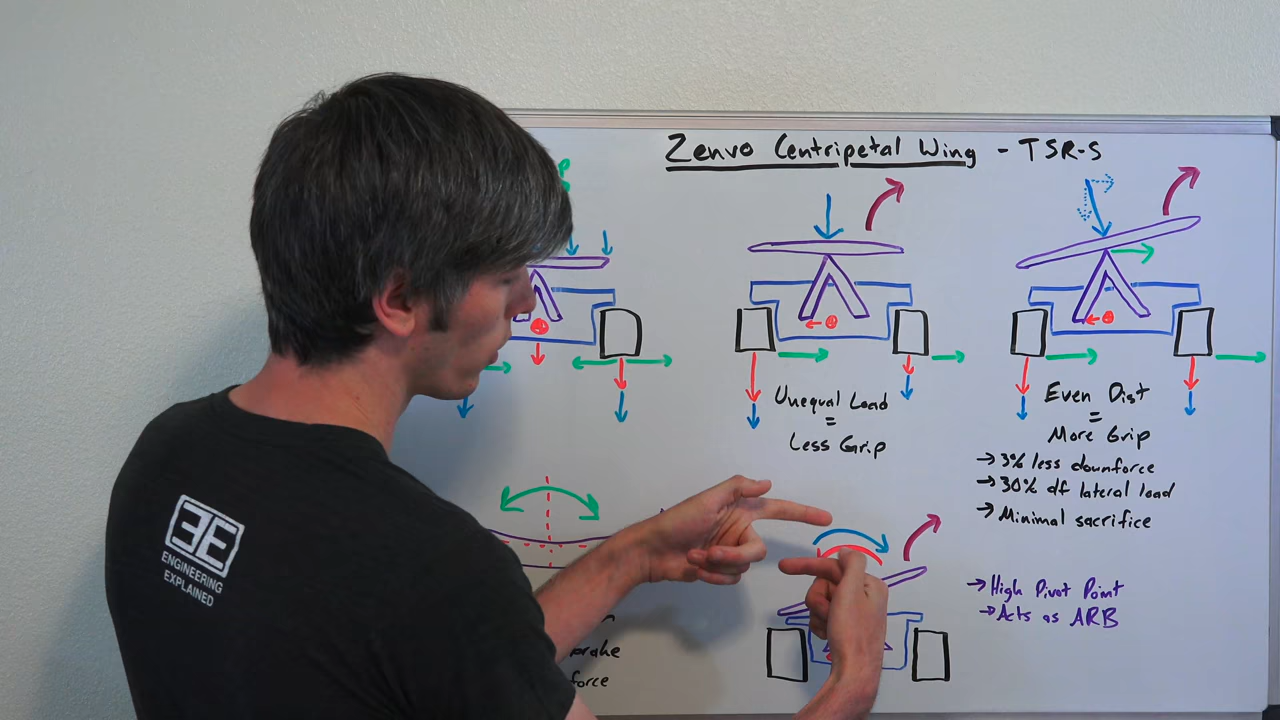 Zenvo Centripetal Wing - TSR-S
Unequal Load
=
Less Grip
Even Dist
=
More Grip
→ 3% less downforce
→ 30% df lateral load
→ Minimal sacrifice
→ High Pivot Point
→ Acts as ARB
EE
ENGINEERING
EXPLAINED